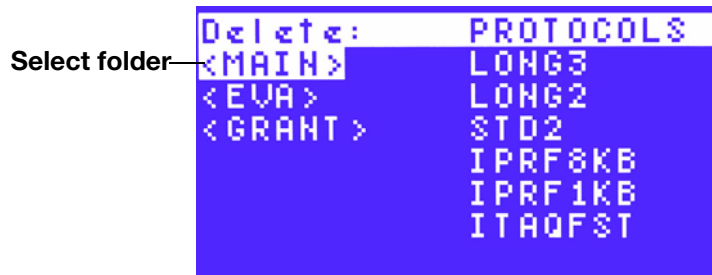 Delete: PROTOCOLS
Select folder <MAIN> LONG3
<EVA> LONG2
<GRANT> STD2
IPRF8KB
IPRF1KB
ITAQFST